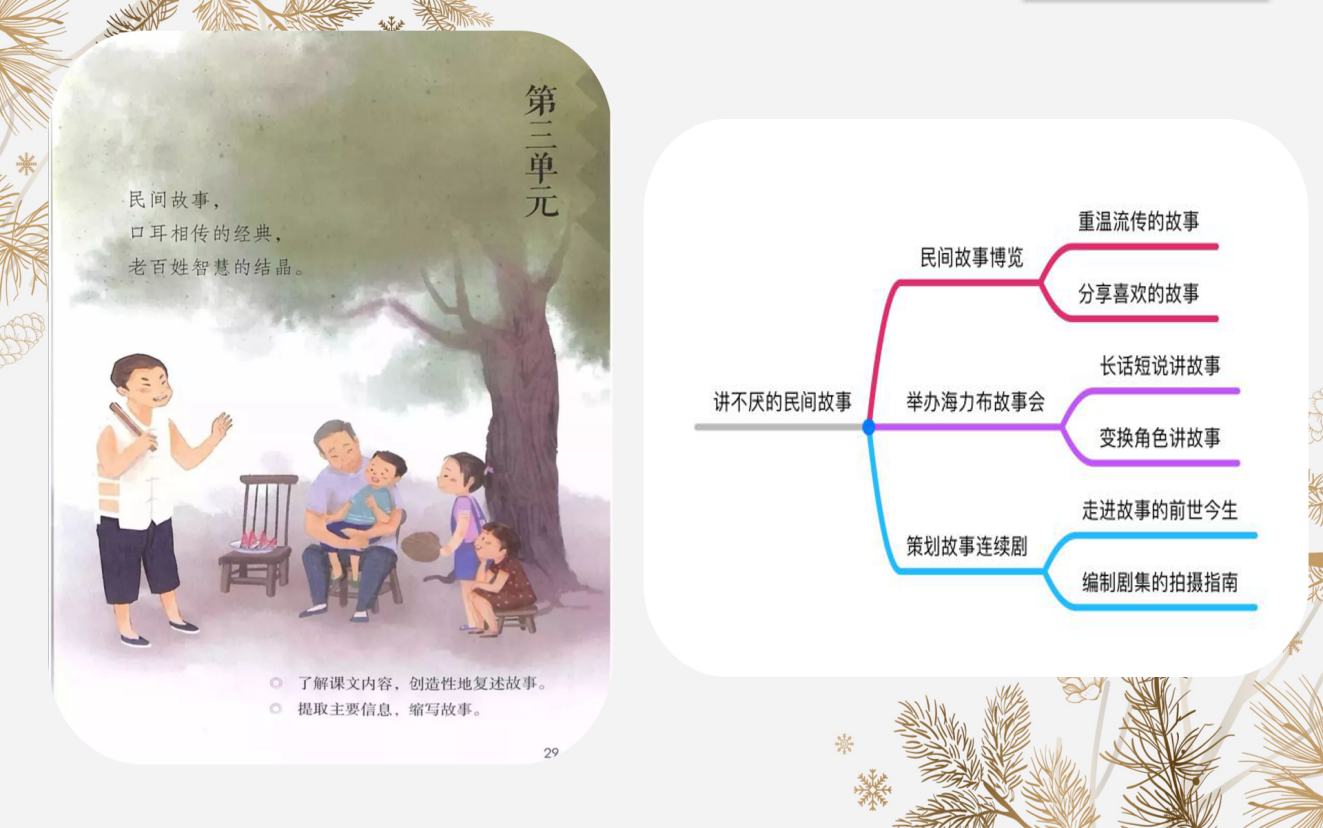 第三单元
民间故事，
口耳相传的经典，
老百姓智慧的结晶。
了解课文内容，创造性地复述故事。
提取主要信息，缩写故事。
29
讲不厌的民间故事
民间故事博览
重温流传的故事
分享喜欢的故事
举办海力布故事会
长话短说讲故事
变换角色讲故事
策划故事连续剧
走进故事的前世今生
编制剧集的拍摄指南